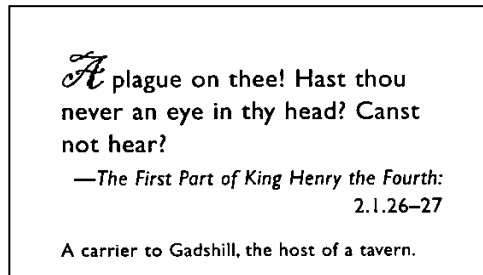 A plague on thee! Hast thou
never an eye in thy head? Canst
not hear?
—The First Part of King Henry the Fourth:
2.1.26–27
A carrier to Gadshill, the host of a tavern.